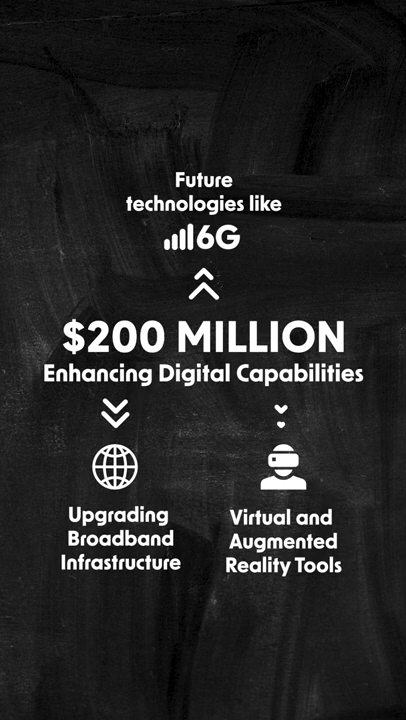 Future
technologies like
6G
$200 MILLION
Enhancing Digital Capabilities
Upgrading
Broadband
Infrastructure
Virtual and
Augmented
Reality Tools